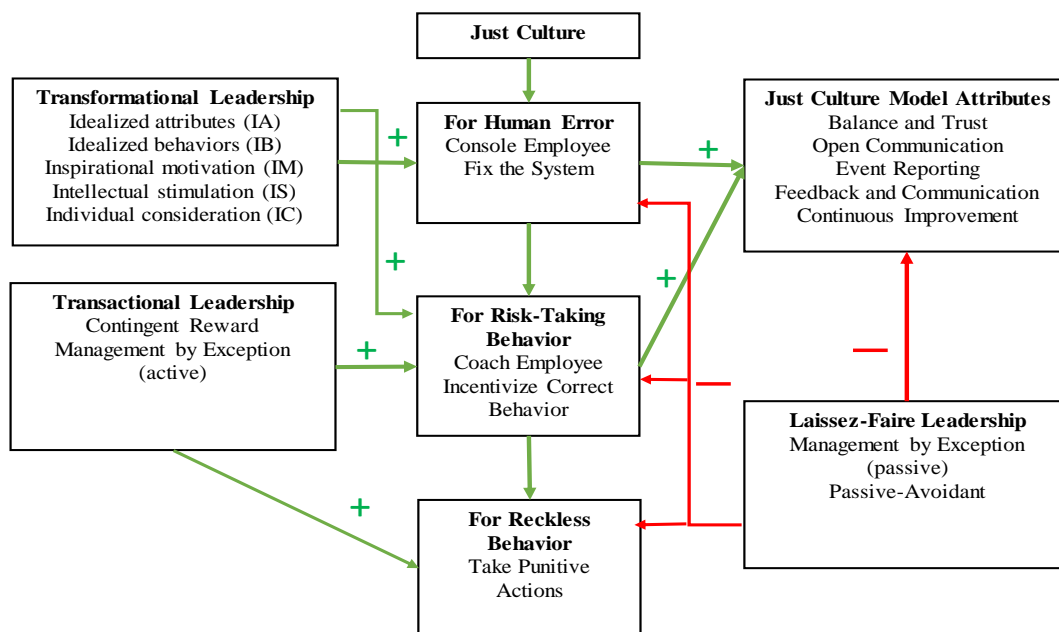 Just Culture
Transformational Leadership
Idealized attributes (IA)
Idealized behaviors (IB)
Inspirational motivation (IM)
Intellectual stimulation (IS)
Individual consideration (IC)
+
For Human Error
Console Employee
Fix the System
+
Just Culture Model Attributes
Balance and Trust
Open Communication
Event Reporting
Feedback and Communication
Continuous Improvement
+
+
Transactional Leadership
Contingent Reward
Management by Exception
(active)
+
For Risk-Taking
Behavior
Coach Employee
Incentivize Correct
Behavior
—
—
Laissez-Faire Leadership
Management by Exception
(passive)
Passive-Avoidant
+
For Reckless
Behavior
Take Punitive
Actions